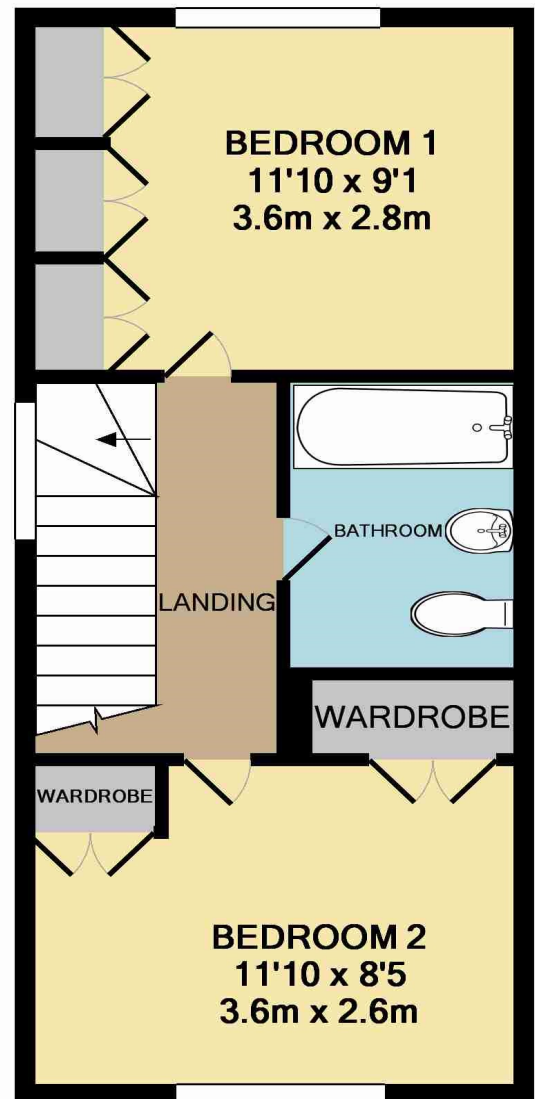 BEDROOM 1
11'10 x 9'1
3.6m x 2.8m
BATHROOM
LANDING
WARDROBE
WARDROBE
BEDROOM 2
11'10 x 8'5
3.6m x 2.6m